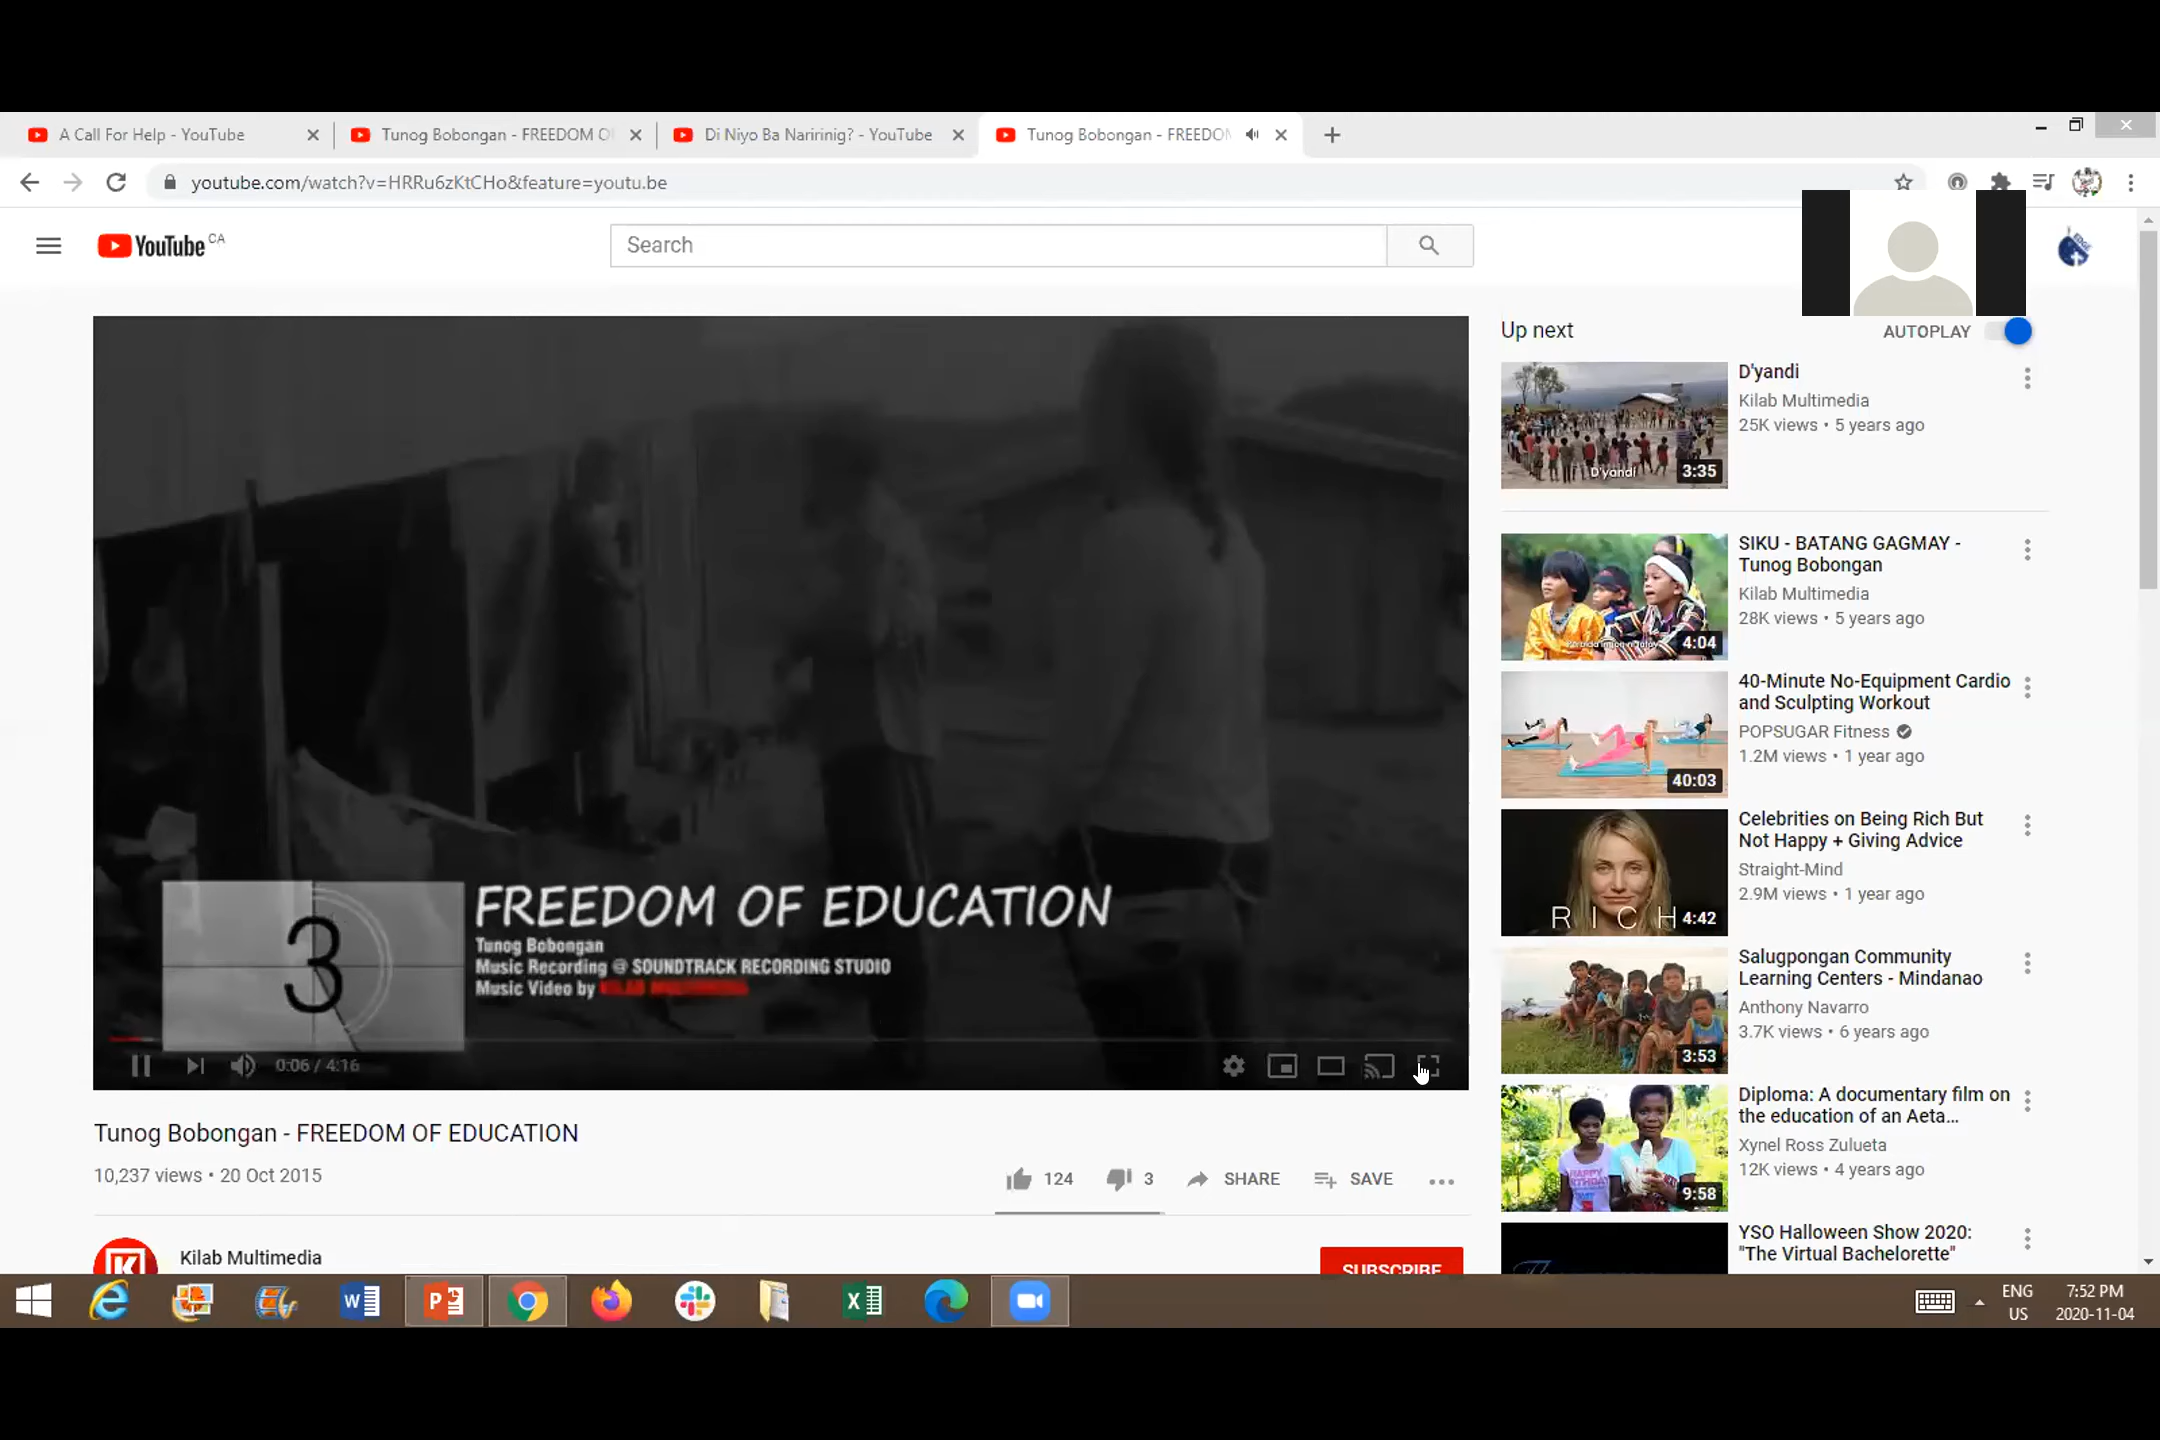 A Call For Help - YouTube
Tunog Bobongan - FREEDOM O
Di Niyo Ba Naririnig? - YouTube
Tunog Bobongan - FREEDOM
youtube.com/watch?v=HRRu6zKtCHo&feature=youtu.be
YouTube CA
Search
Up next
AUTOPLAY
D'yandi
Kilab Multimedia
25K views • 5 years ago
D'yandi
3:35
SIKU - BATANG GAGMAY -
Tunog Bobongan
Kilab Multimedia
28K views • 5 years ago
4:04
40-Minute No-Equipment Cardio
and Sculpting Workout
POPSUGAR Fitness
1.2M views • 1 year ago
40:03
Celebrities on Being Rich But
Not Happy + Giving Advice
Straight-Mind
2.9M views • 1 year ago
RICH 4:42
Salugpongan Community
Learning Centers - Mindanao
Anthony Navarro
3.7K views • 6 years ago
3:53
Diploma: A documentary film on
the education of an Aeta...
Xynel Ross Zulueta
12K views • 4 years ago
9:58
YSO Halloween Show 2020:
"The Virtual Bachelorette"
3
FREEDOM OF EDUCATION
Tunog Bobongan
Music Recording @ SOUNDTRACK RECORDING STUDIO
Music Video by KILAB MULTIMEDIA
0:06 / 4:16
Tunog Bobongan - FREEDOM OF EDUCATION
10,237 views • 20 Oct 2015
124
3
SHARE
SAVE
Kilab Multimedia
SUBSCRIBE
ENG
US
7:52 PM
2020-11-04